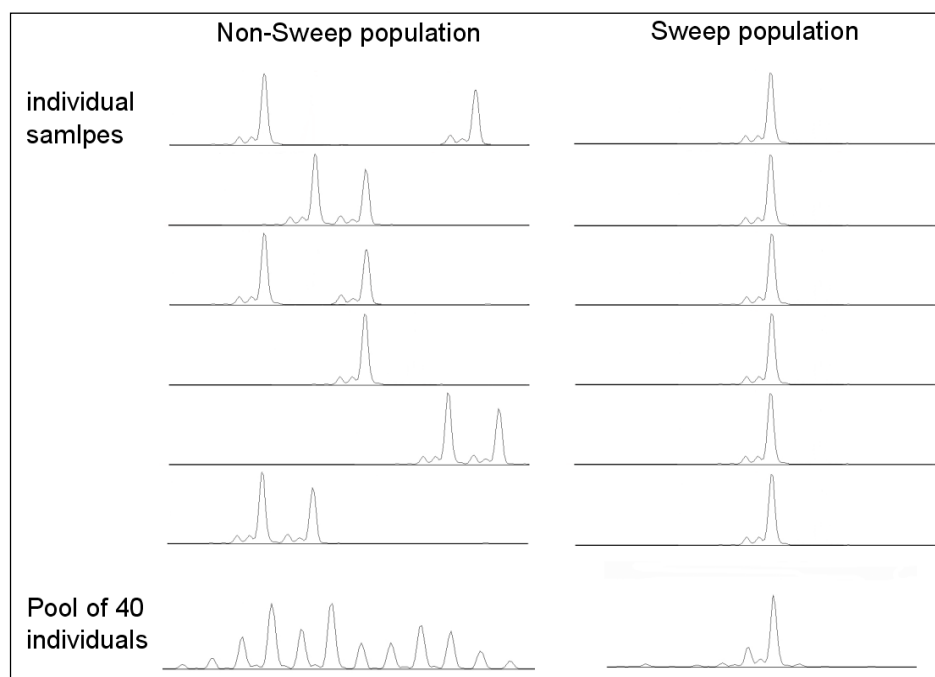 Non-Sweep population
Sweep population
individual
samlpes
Pool of 40
individuals